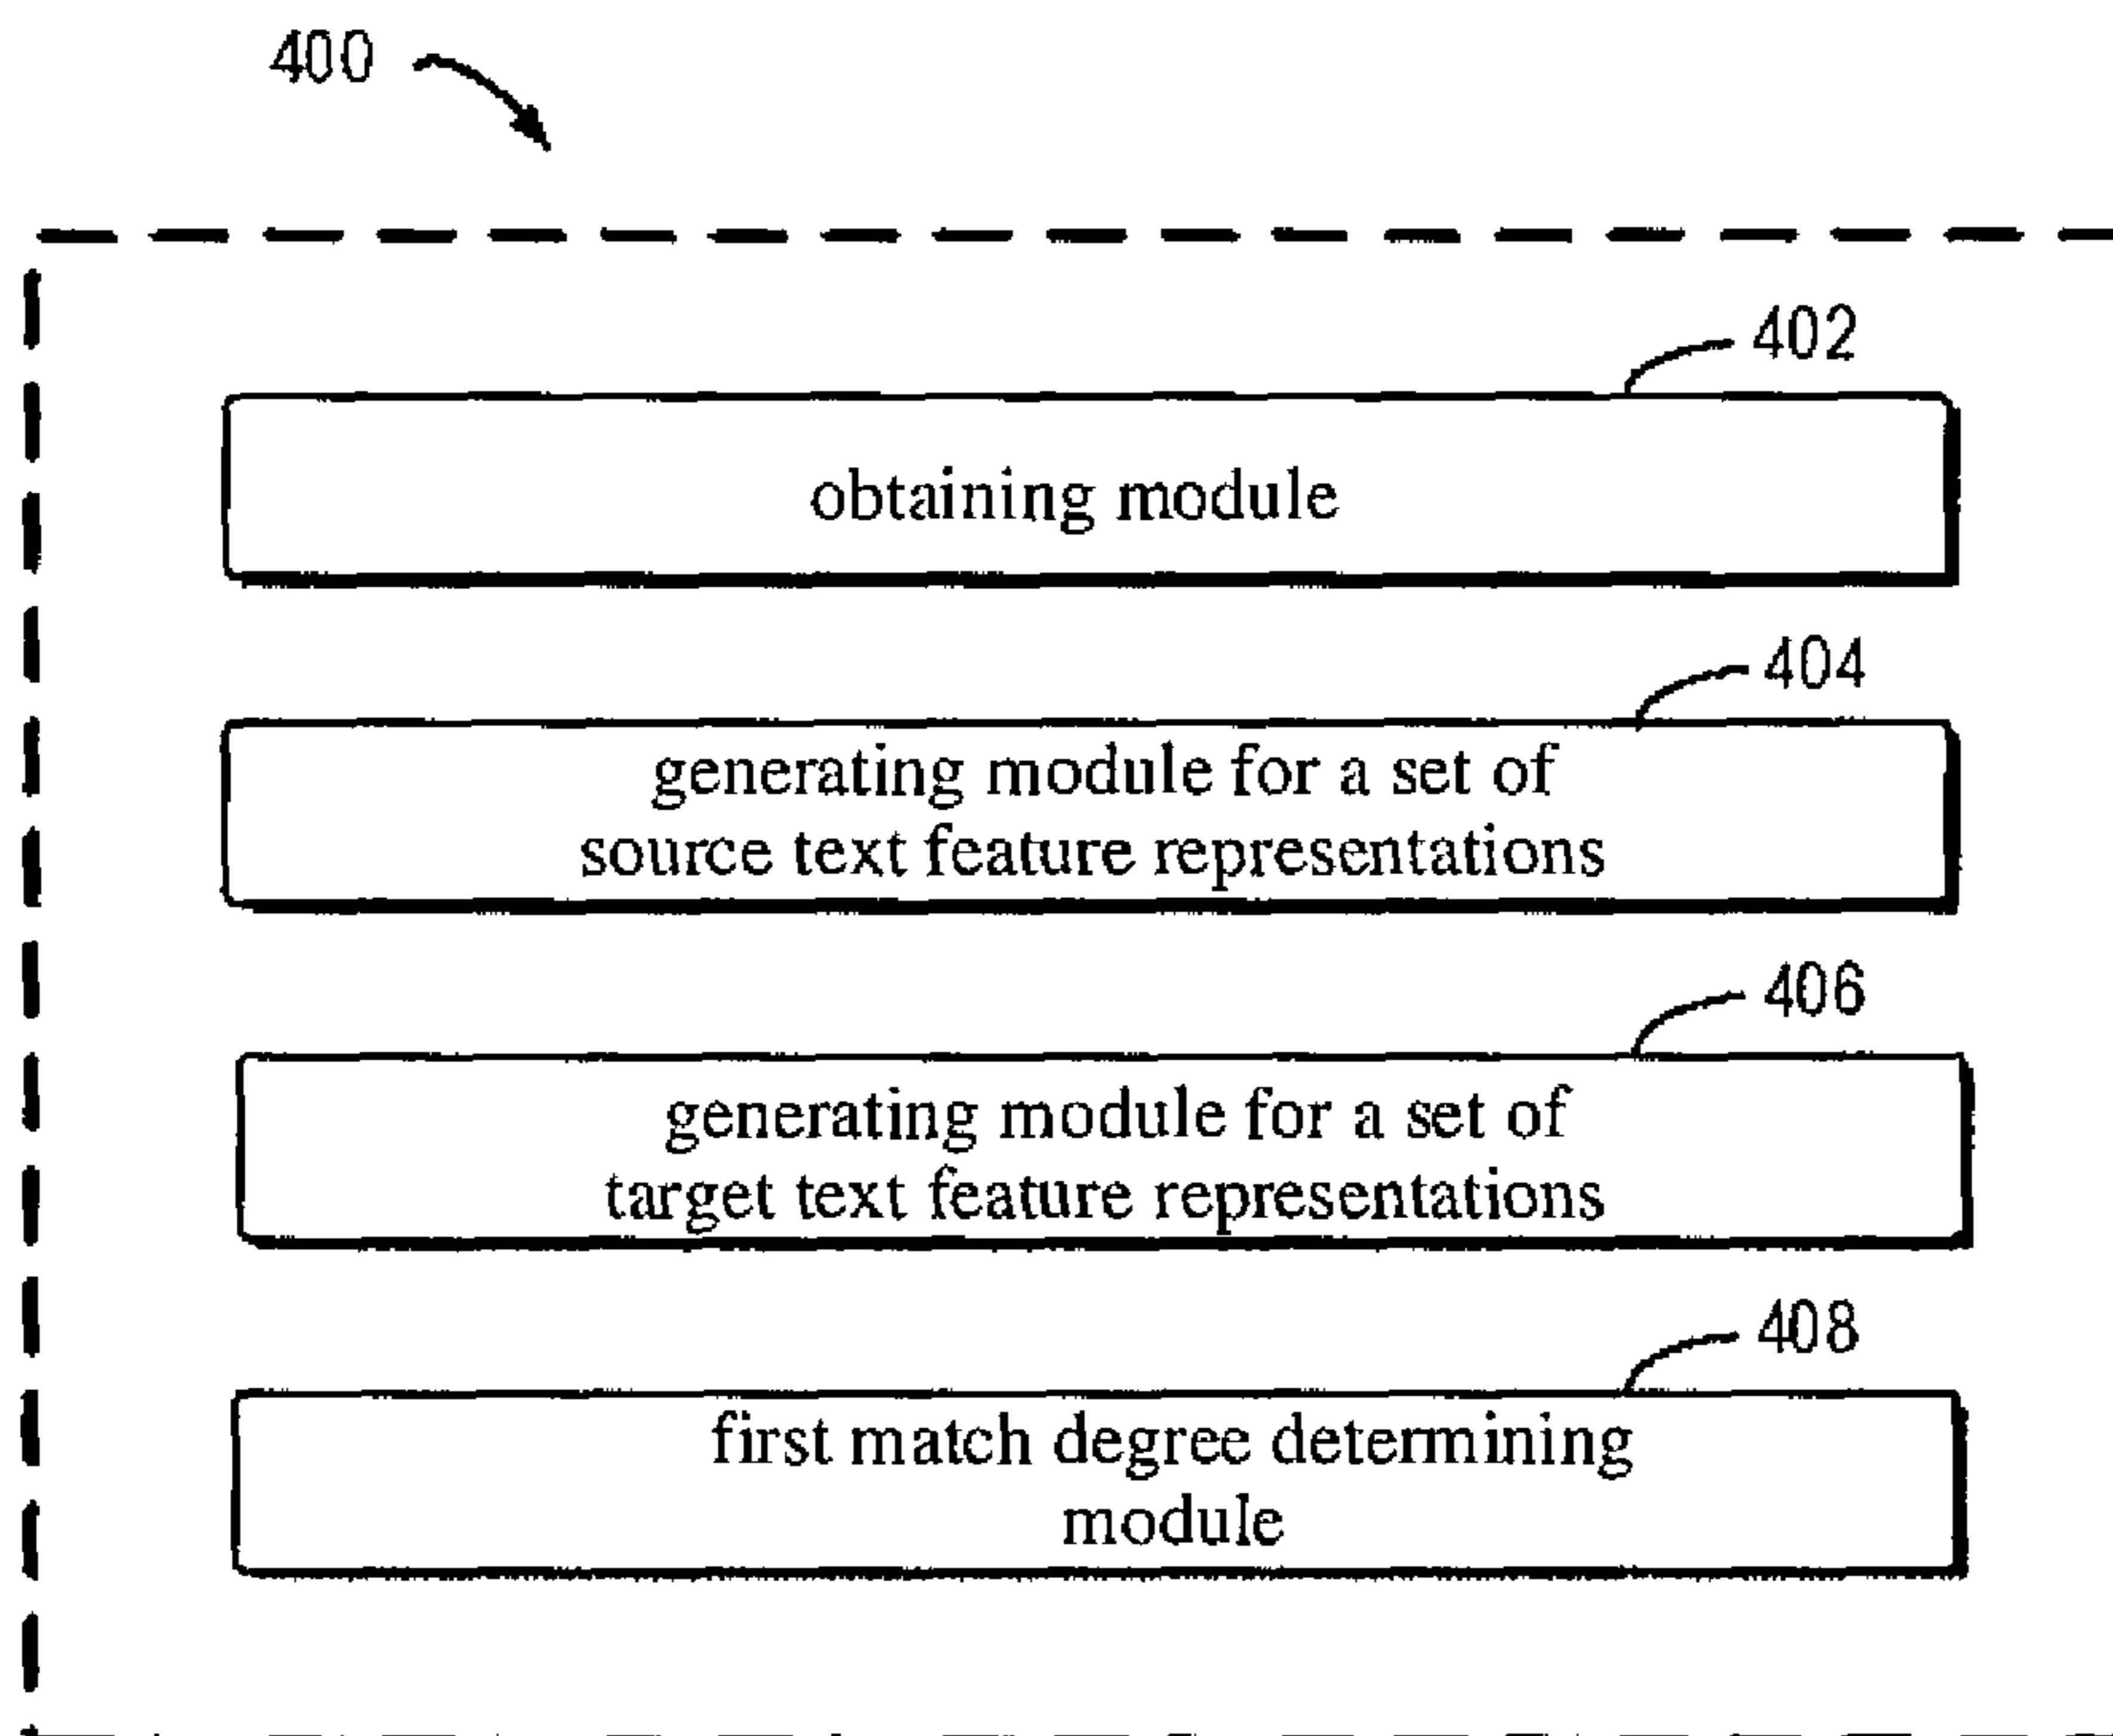 400
402
obtaining module
404
generating module for a set of
source text feature representations
406
generating module for a set of
target text feature representations
408
first match degree determining
module